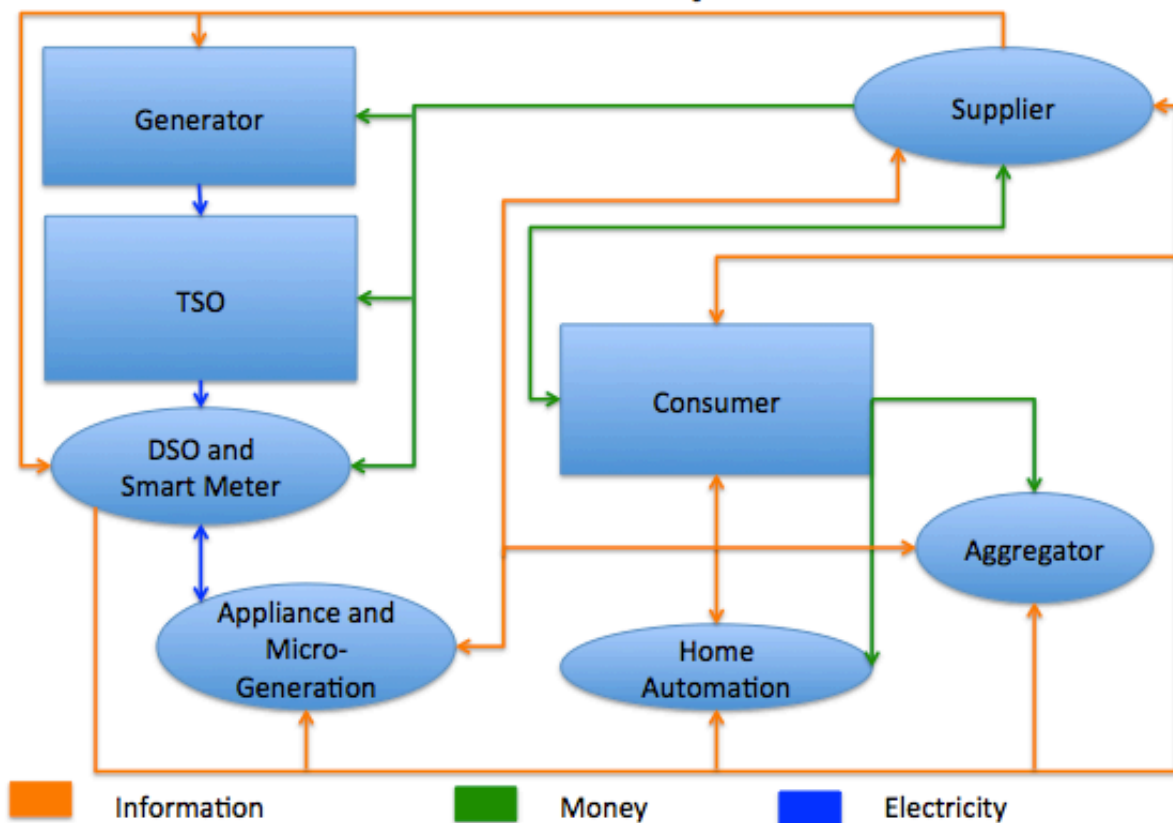 Generator
Supplier
TSO
Consumer
DSO and
Smart Meter
Aggregator
Appliance and
Micro-
Generation
Home
Automation
Information
Money
Electricity